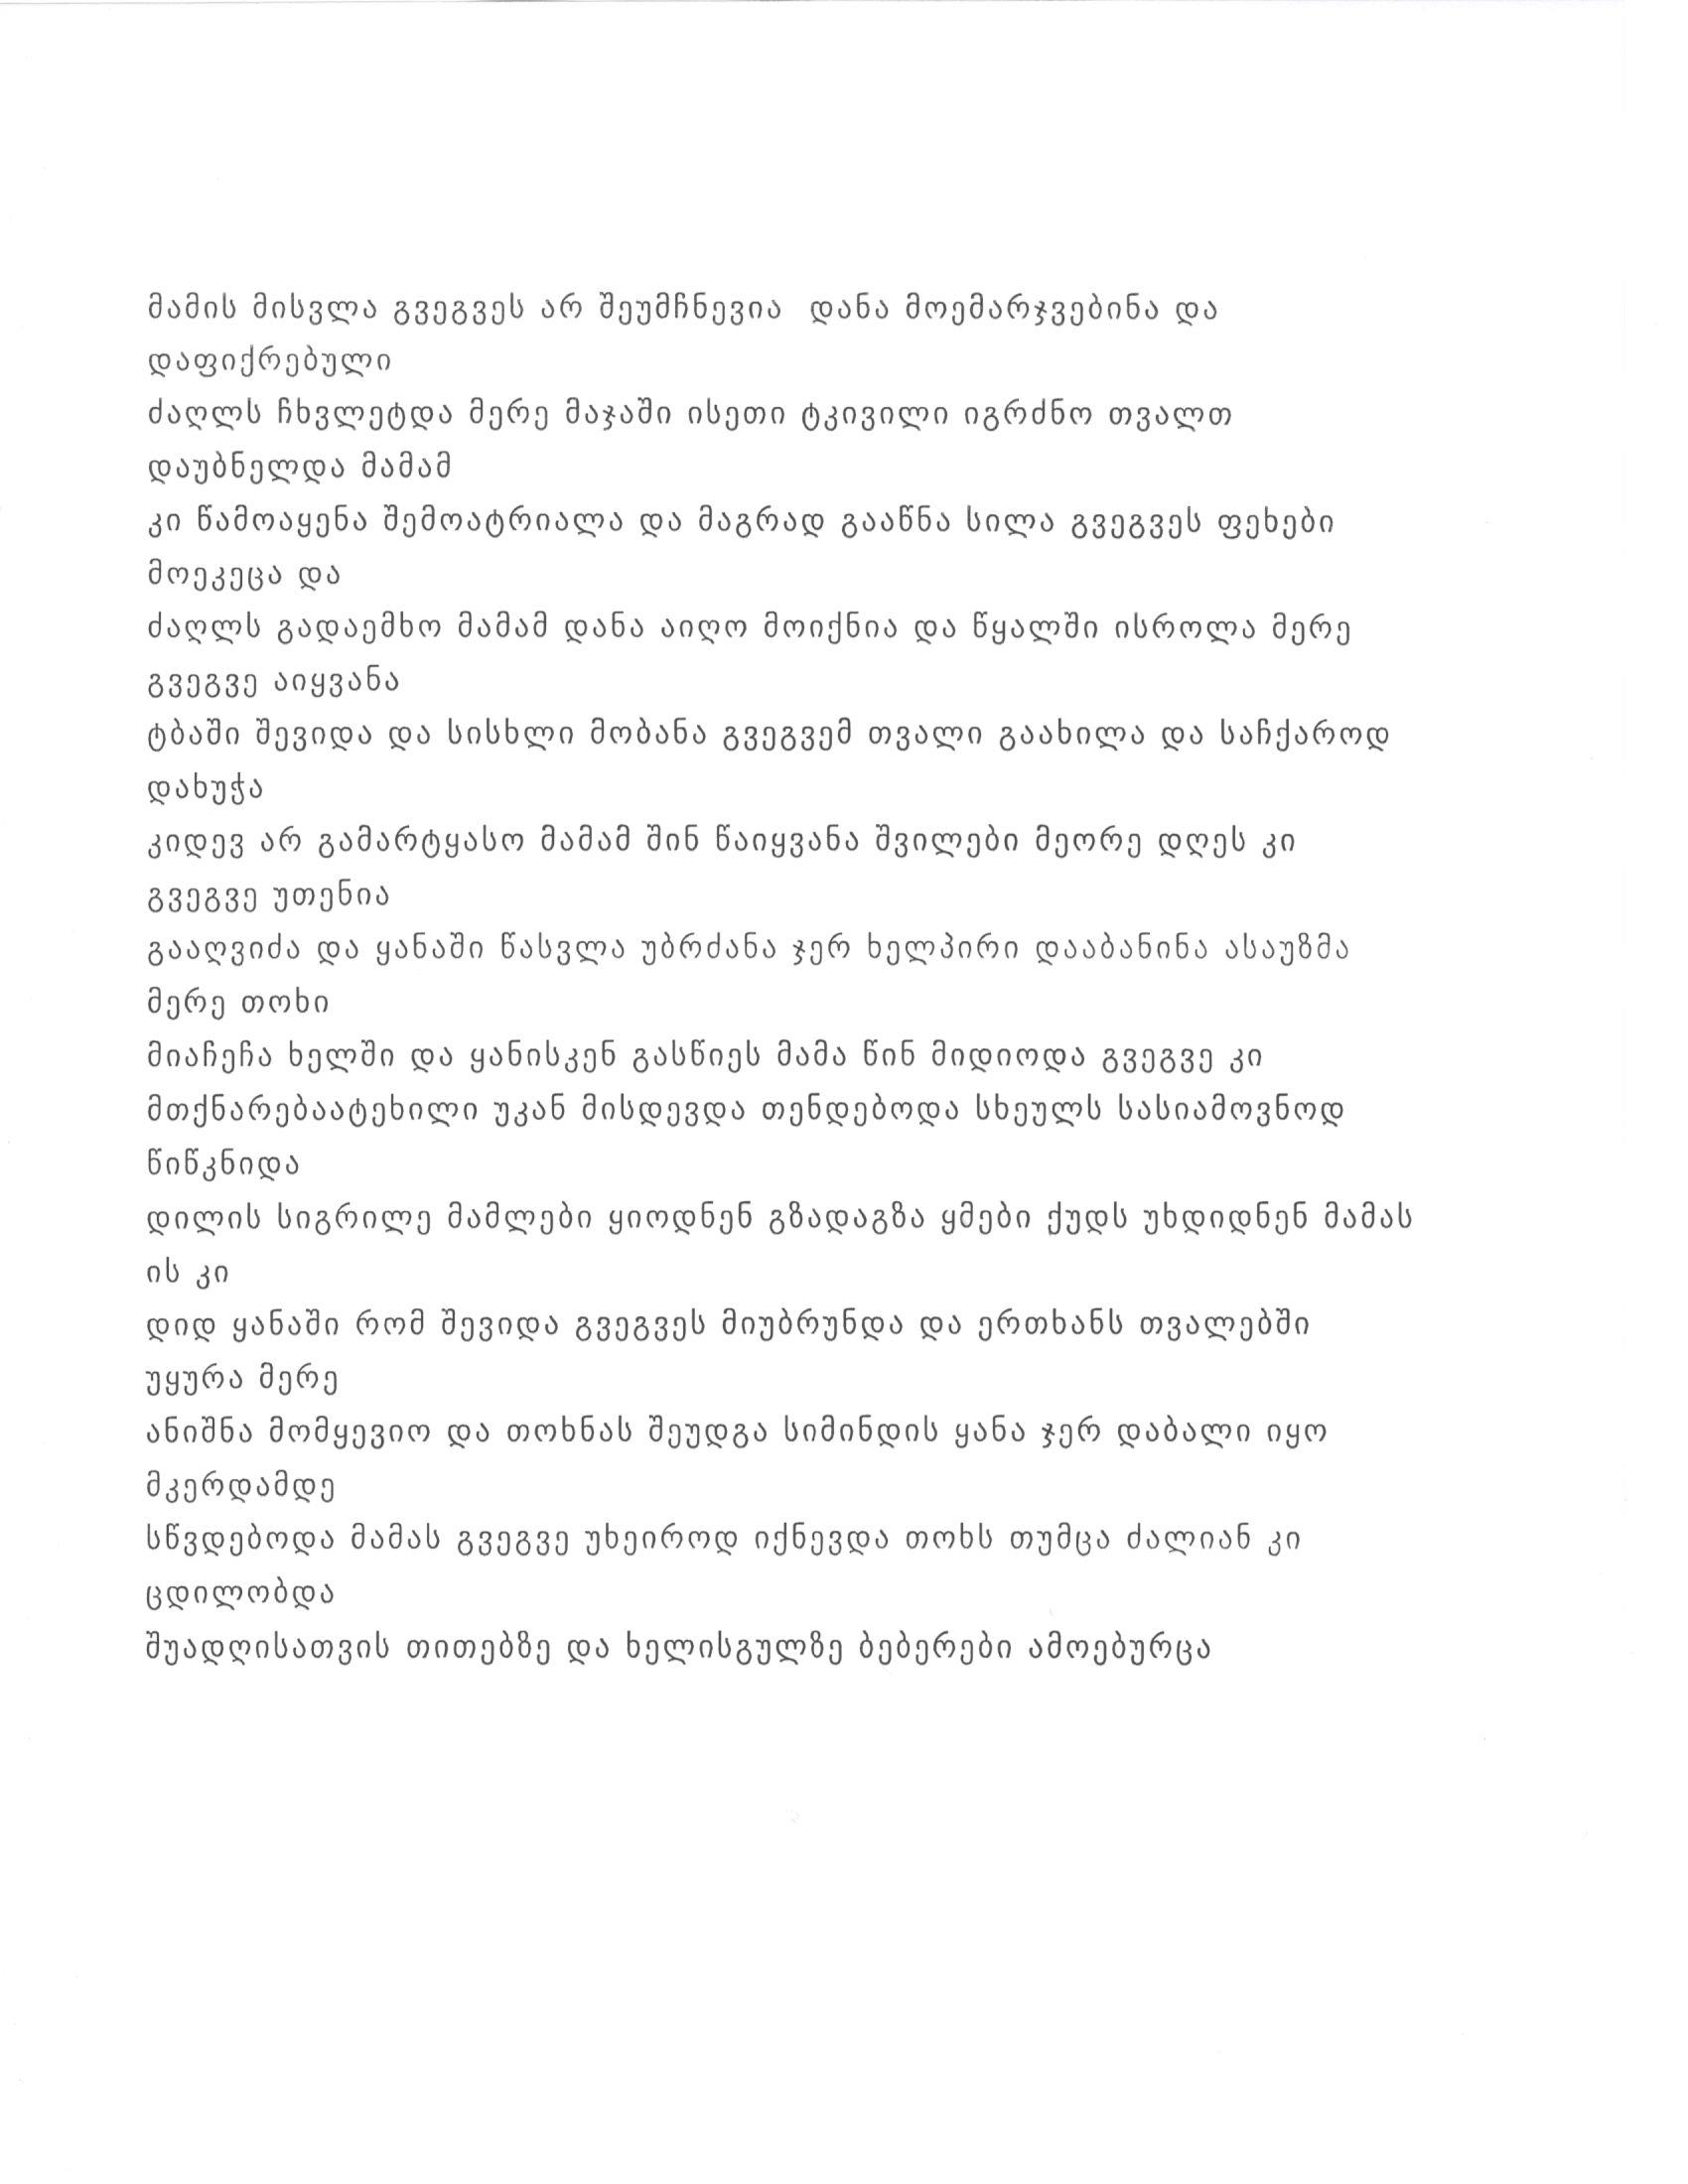 მამის მისვლა გვეგვეს არ შეუმჩნევია  დანა მოემარჯვებინა და
დაფიქრებული
ძაღლს ჩხვლეტდა მერე მაჯაში ისეთი ტკივილი იგრძნო თვალთ
დაუბნელდა მამამ
კი წამოაყენა შემოატრიალა და მაგრად გააწნა სილა გვეგვეს ფეხები
მოეკეცა და
ძაღლს გადაემხო მამამ დანა აიღო მოიქნია და წყალში ისროლა მერე
გვეგვე აიყვანა
ტბაში შევიდა და სისხლი მობანა გვეგვემ თვალი გაახილა და საჩქაროდ
დახუჭა
კიდევ არ გამარტყასო მამამ შინ წაიყვანა შვილები მეორე დღეს კი
გვეგვე უთენია
გააღვიძა და ყანაში წასვლა უბრძანა ჯერ ხელპირი დააბანინა ასაუზმა
მერე თოხი
მიაჩეჩა ხელში და ყანისკენ გასწიეს მამა წინ მიდიოდა გვეგვე კი
მთქნარებაატეხილი უკან მისდევდა თენდებოდა სხეულს სასიამოვნოდ
წიწკნიდა
დილის სიგრილე მამლები ყიოდნენ გზადაგზა ყმები ქუდს უხდიდნენ მამას
ის კი
დიდ ყანაში რომ შევიდა გვეგვეს მიუბრუნდა და ერთხანს თვალებში
უყურა მერე
ანიშნა მომყევიო და თოხნას შეუდგა სიმინდის ყანა ჯერ დაბალი იყო
მკერდამდე
სწვდებოდა მამას გვეგვე უხეიროდ იქნევდა თოხს თუმცა ძალიან კი
ცდილობდა
შუადღისათვის თითებზე და ხელისგულზე ბებერები ამოებურცა